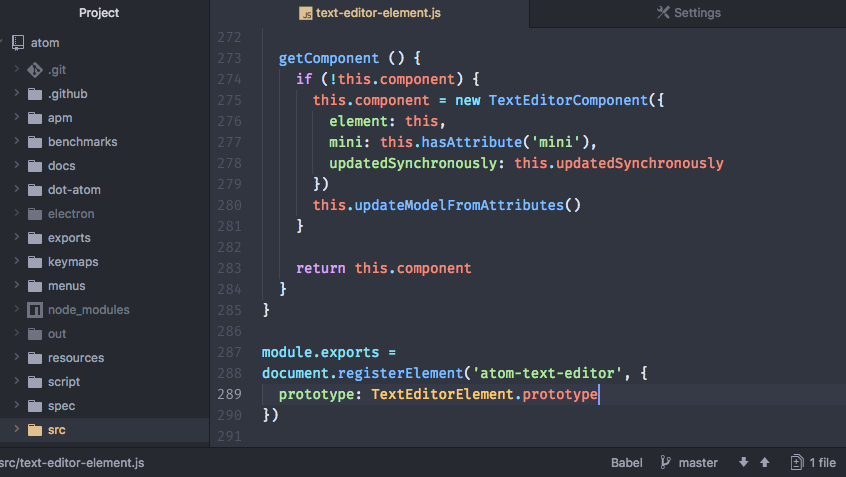 Project
text-editor-element.js
Settings
atom
.git
.github
apm
benchmarks
docs
dot-atom
electron
exports
keymaps
menus
node_modules
out
resources
script
spec
src
272
273 getComponent () {
274 if (!this.component) {
275 this.component = new TextEditorComponent({
276 element: this,
277 mini: this.hasAttribute('mini'),
278 updatedSynchronously: this.updatedSynchronously
279 })
280 this.updateModelFromAttributes()
281 }
282
283 return this.component
284 }
285 }
286
287 module.exports =
288 document.registerElement('atom-text-editor', {
289 prototype: TextEditorElement.prototype
290 })
291
src/text-editor-element.js
Babel
master
1 file